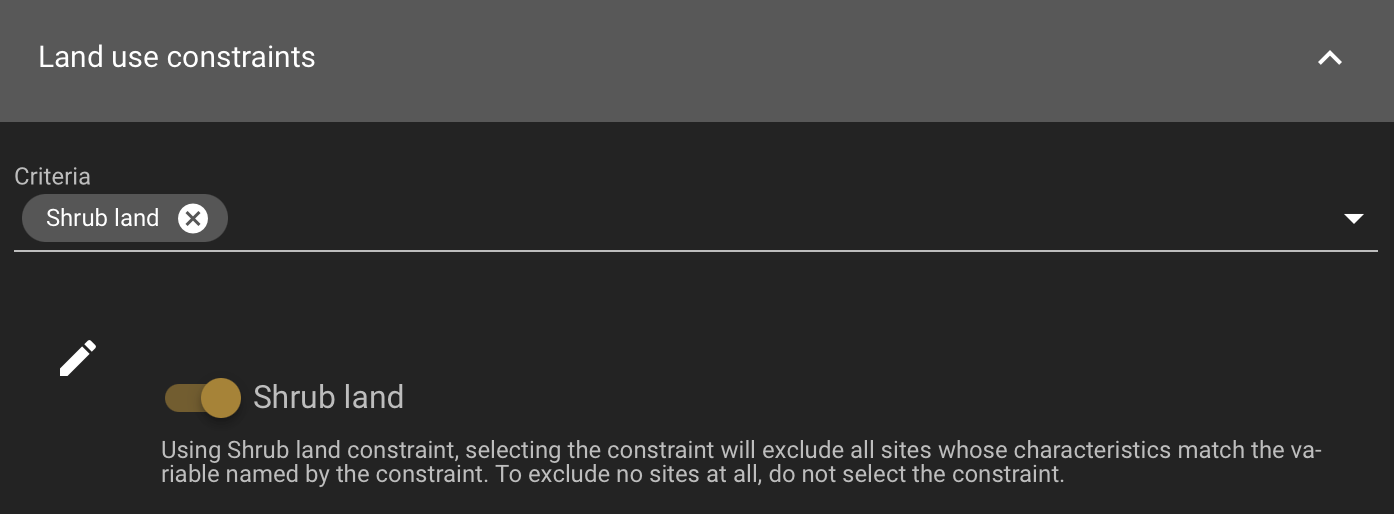 Land use constraints
Criteria
Shrub land
Shrub land
Using Shrub land constraint, selecting the constraint will exclude all sites whose characteristics match the va-
riable named by the constraint. To exclude no sites at all, do not select the constraint.